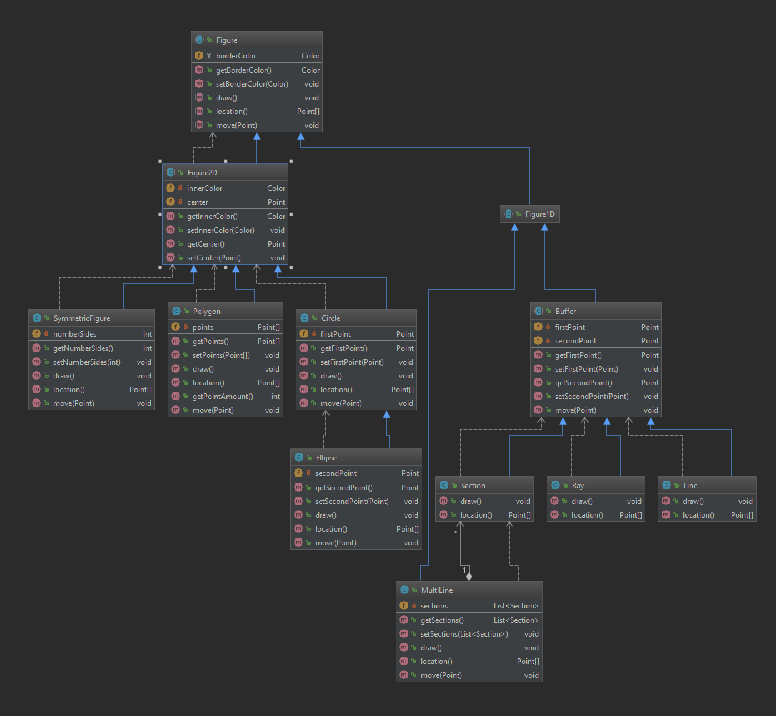 Figure
borderColor Color
getBorderColor() Color
setBorderColor(Color) void
draw() void
location() Point[]
move(Point) void
Figure2D
innerColor Color
center Point
getInnerColor() Color
setInnerColor(Color) void
getCenter() Point
setCenter(Point) void
Figure1D
SymmetricFigure
numberSides int
getNumberSides() int
setNumberSides(int) void
draw() void
location() Point[]
move(Point) void
Polygon
points Point[]
getPoints() Point[]
setPoints(Point[]) void
draw() void
location() Point[]
getPointAmount() int
move(Point) void
Circle
firstPoint Point
getFirstPoint() Point
setFirstPoint(Point) void
draw() void
location() Point[]
move(Point) void
Buffer
firstPoint Point
secondPoint Point
getFirstPoint() Point
setFirstPoint(Point) void
getSecondPoint() Point
setSecondPoint(Point) void
move(Point) void
Ellipse
secondPoint Point
getSecondPoint() Point
setSecondPoint(Point) void
draw() void
location() Point[]
move(Point) void
Section
draw() void
location() Point[]
Ray
draw() void
location() Point[]
Line
draw() void
location() Point[]
*
1
MultiLine
sections List<Section>
getSections() List<Section>
setSections(List<Section>) void
draw() void
location() Point[]
move(Point) void